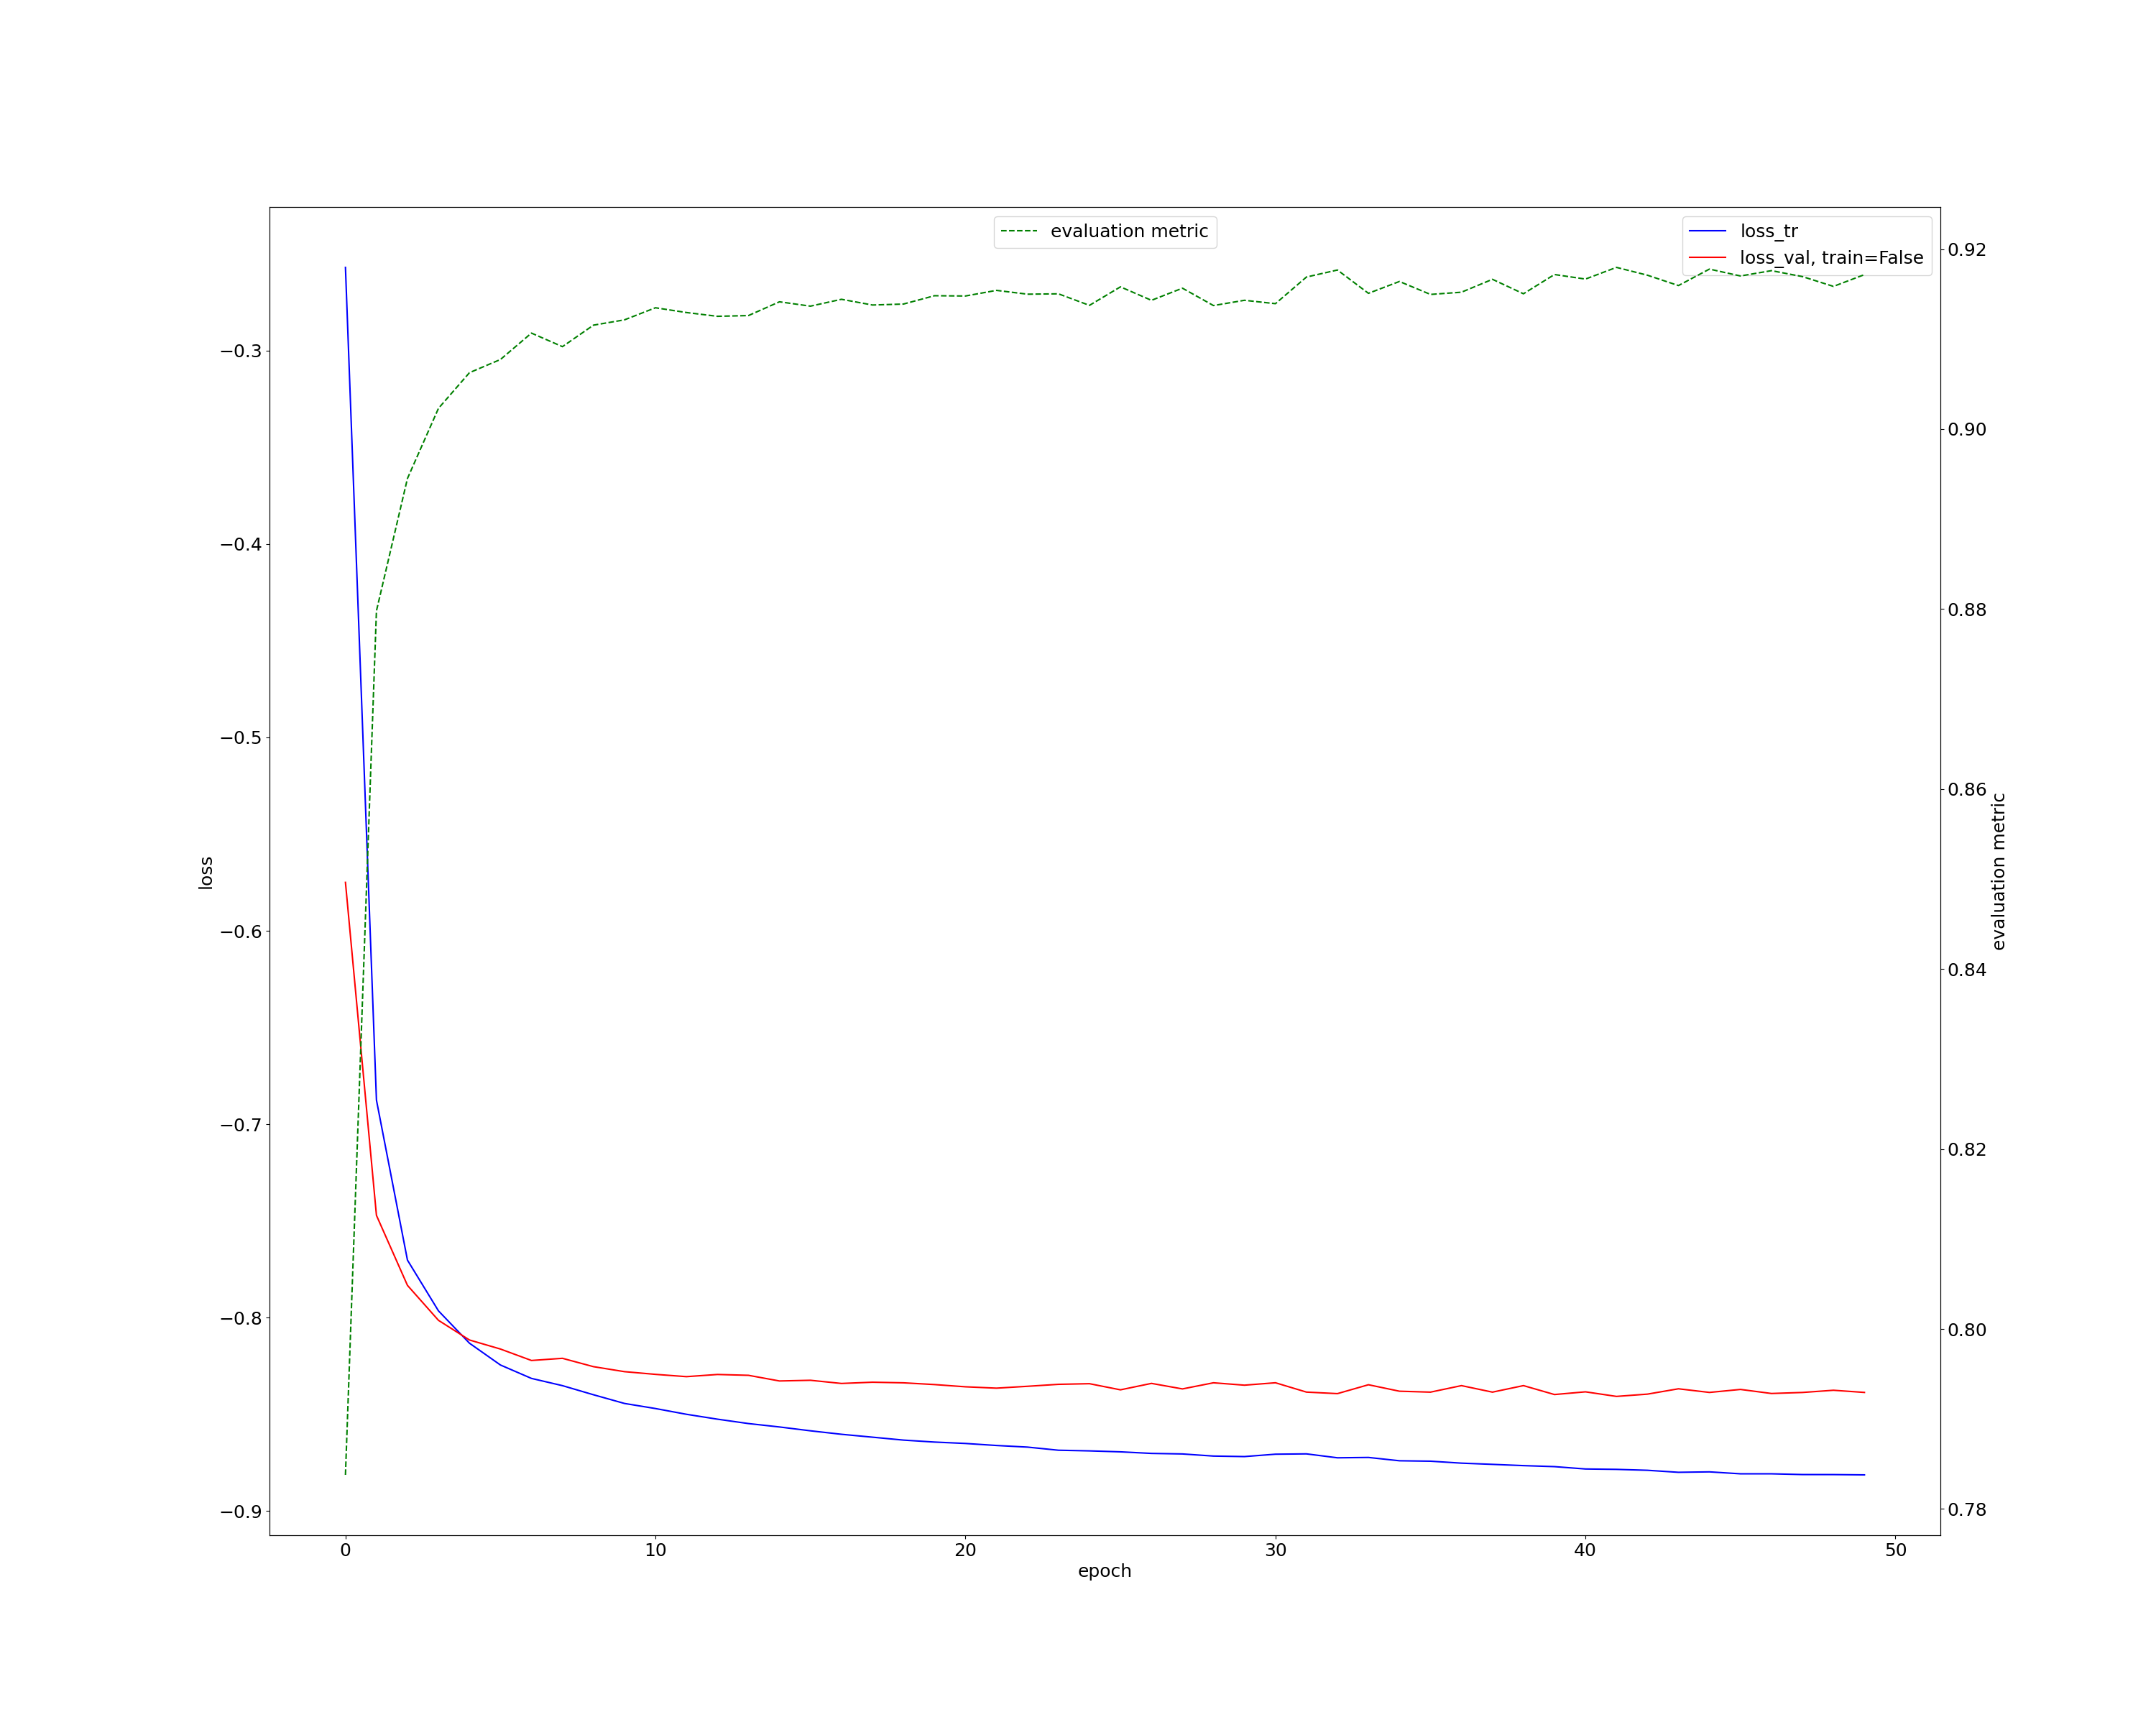 evaluation metric
loss_tr
loss_val, train=False
−0.3
−0.4
−0.5
−0.6
−0.7
−0.8
−0.9
loss
0.92
0.90
0.88
0.86
0.84
0.82
0.80
0.78
evaluation metric
0 10 20 30 40 50
epoch